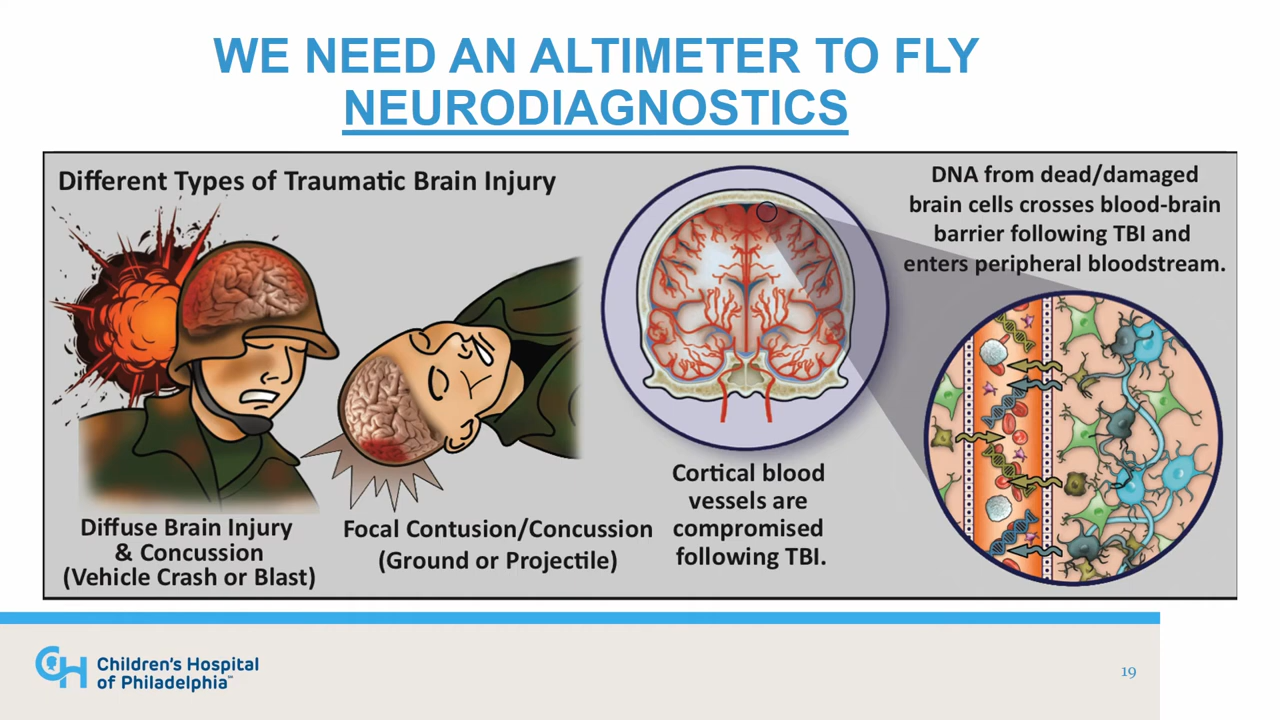 WE NEED AN ALTIMETER TO FLY
NEURODIAGNOSTICS
Different Types of Traumatic Brain Injury
Diffuse Brain Injury
& Concussion
(Vehicle Crash or Blast)
Focal Contusion/Concussion
(Ground or Projectile)
Cortical blood
vessels are
compromised
following TBI.
DNA from dead/damaged
brain cells crosses blood-brain
barrier following TBI and
enters peripheral bloodstream.
CH Children's Hospital
of Philadelphia
19